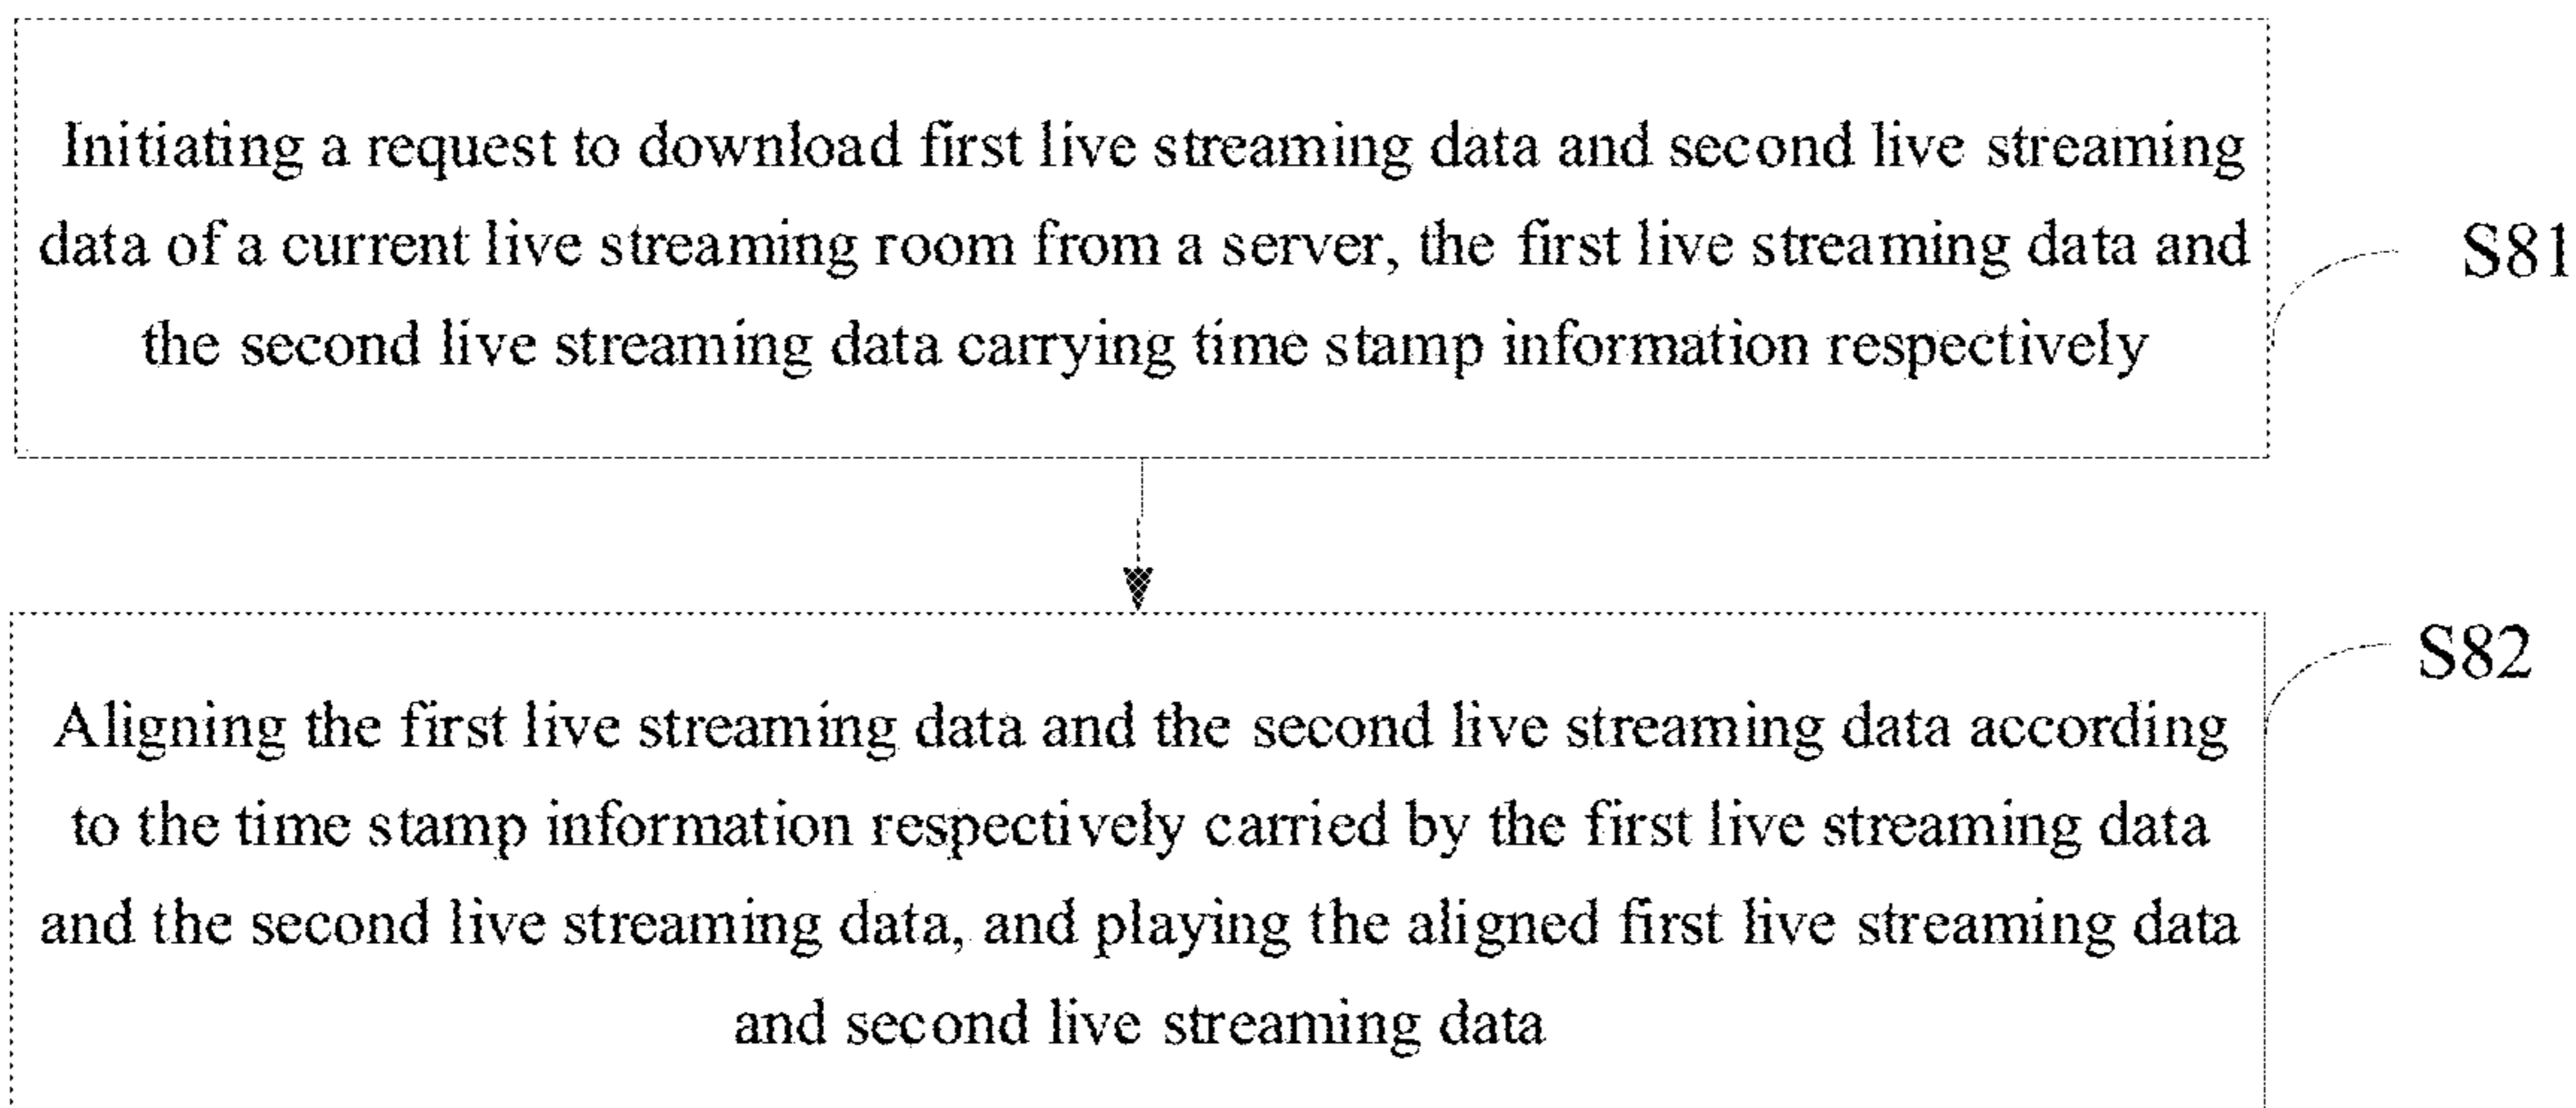 Initiating a request to download first live streaming data and second live streaming
data of a current live streaming room from a server, the first live streaming data and
the second live streaming data carrying time stamp information respectively
S81
Aligning the first live streaming data and the second live streaming data according
to the time stamp information respectively carried by the first live streaming data
and the second live streaming data, and playing the aligned first live streaming data
and second live streaming data
S82